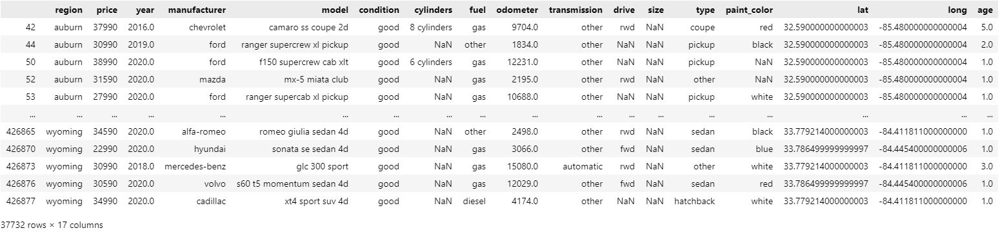 region price year manufacturer model condition cylinders fuel odometer transmission drive size type paint_color lat long age
42 auburn 37990 2016.0 chevrolet camaro ss coupe 2d good 8 cylinders gas 9704.0 other rwd NaN coupe red 32.590000000000003 -85.480000000000004 5.0
44 auburn 30990 2019.0 ford ranger supercrew xl pickup good NaN other 1834.0 other NaN NaN pickup black 32.590000000000003 -85.480000000000004 2.0
50 auburn 38990 2020.0 ford f150 supercrew cab xlt good 6 cylinders gas 12231.0 other NaN NaN pickup NaN 32.590000000000003 -85.480000000000004 1.0
52 auburn 31590 2020.0 mazda mx-5 miata club good NaN gas 2195.0 other rwd NaN other NaN 32.590000000000003 -85.480000000000004 1.0
53 auburn 27990 2020.0 ford ranger supercab xl pickup good NaN gas 10688.0 other NaN NaN pickup white 32.590000000000003 -85.480000000000004 1.0
... ... ... ... ... ... ... ... ... ... ... ... ... ... ... ... ... ...
426865 wyoming 34590 2020.0 alfa-romeo romeo giulia sedan 4d good NaN other 2498.0 other rwd NaN sedan black 33.779214000000003 -84.411811000000000 1.0
426870 wyoming 22990 2020.0 hyundai sonata se sedan 4d good NaN gas 3066.0 other fwd NaN sedan blue 33.786499999999997 -84.445400000000006 1.0
426873 wyoming 30990 2018.0 mercedes-benz glc 300 sport good NaN gas 15080.0 automatic rwd NaN other white 33.779214000000003 -84.411811000000000 3.0
426876 wyoming 30590 2020.0 volvo s60 t5 momentum sedan 4d good NaN gas 12029.0 other fwd NaN sedan red 33.786499999999997 -84.445400000000006 1.0
426877 wyoming 34990 2020.0 cadillac xt4 sport suv 4d good NaN diesel 4174.0 other NaN NaN hatchback white 33.779214000000003 -84.411811000000000 1.0
37732 rows × 17 columns